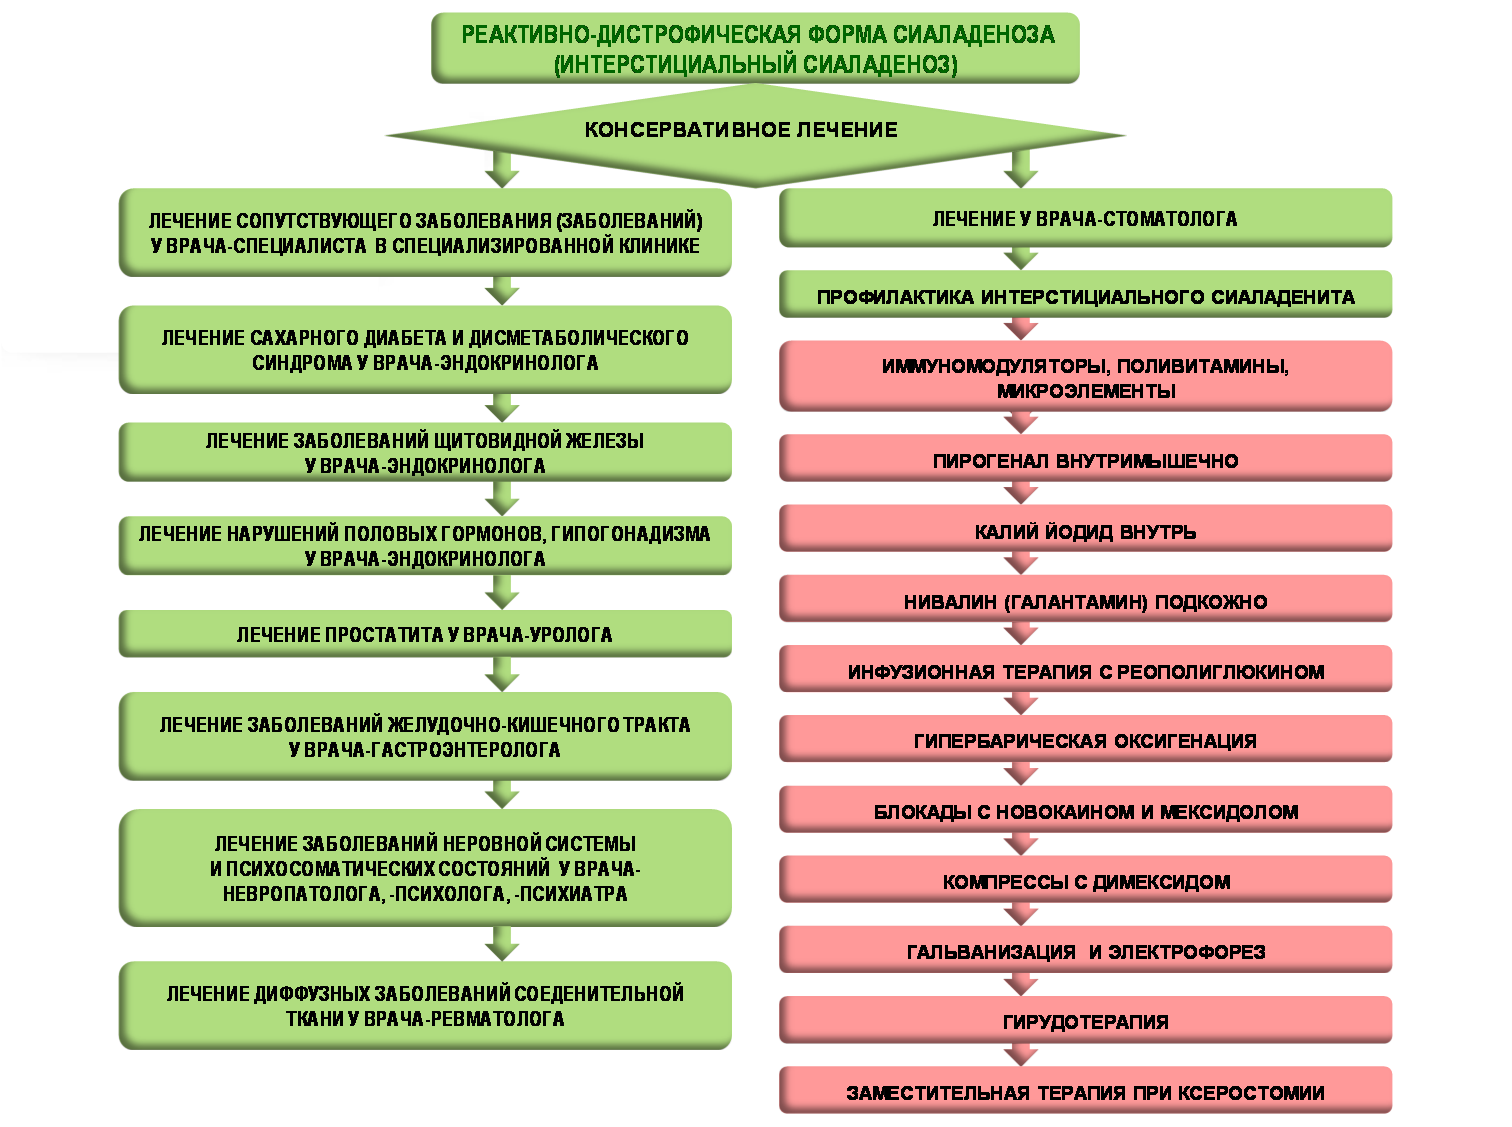 РЕАКТИВНО-ДИСТРОФИЧЕСКАЯ ФОРМА СИАЛАДЕНОЗА
(ИНТЕРСТИЦИАЛЬНЫЙ СИАЛАДЕНОЗ)
КОНСЕРВАТИВНОЕ ЛЕЧЕНИЕ
ЛЕЧЕНИЕ СОПУТСТВУЮЩЕГО ЗАБОЛЕВАНИЯ (ЗАБОЛЕВАНИЙ)
У ВРАЧА-СПЕЦИАЛИСТА В СПЕЦИАЛИЗИРОВАННОЙ КЛИНИКЕ
ЛЕЧЕНИЕ САХАРНОГО ДИАБЕТА И ДИСМЕТАБОЛИЧЕСКОГО
СИНДРОМА У ВРАЧА-ЭНДОКРИНОЛОГА
ЛЕЧЕНИЕ ЗАБОЛЕВАНИЙ ЩИТОВИДНОЙ ЖЕЛЕЗЫ
У ВРАЧА-ЭНДОКРИНОЛОГА
ЛЕЧЕНИЕ НАРУШЕНИЙ ПОЛОВЫХ ГОРМОНОВ, ГИПОГОНАДИЗМА
У ВРАЧА-ЭНДОКРИНОЛОГА
ЛЕЧЕНИЕ ПРОСТАТИТА У ВРАЧА-УРОЛОГА
ЛЕЧЕНИЕ ЗАБОЛЕВАНИЙ ЖЕЛУДОЧНО-КИШЕЧНОГО ТРАКТА
У ВРАЧА-ГАСТРОЭНТЕРОЛОГА
ЛЕЧЕНИЕ ЗАБОЛЕВАНИЙ НЕРОВНОЙ СИСТЕМЫ
И ПСИХОСОМАТИЧЕСКИХ СОСТОЯНИЙ У ВРАЧА-
НЕВРОПАТОЛОГА, -ПСИХОЛОГА, -ПСИХИАТРА
ЛЕЧЕНИЕ ДИФФУЗНЫХ ЗАБОЛЕВАНИЙ СОЕДЕНИТЕЛЬНОЙ
ТКАНИ У ВРАЧА-РЕВМАТОЛОГА
ЛЕЧЕНИЕ У ВРАЧА-СТОМАТОЛОГА
ПРОФИЛАКТИКА ИНТЕРСТИЦИАЛЬНОГО СИАЛАДЕНИТА
ИММУНОМОДУЛЯТОРЫ, ПОЛИВИТАМИНЫ,
МИКРОЭЛЕМЕНТЫ
ПИРОГЕНАЛ ВНУТРИМЫШЕЧНО
КАЛИЙ ЙОДИД ВНУТРЬ
НИВАЛИН (ГАЛАНТАМИН) ПОДКОЖНО
ИНФУЗИОННАЯ ТЕРАПИЯ С РЕОПОЛИГЛЮКИНОМ
ГИПЕРБАРИЧЕСКАЯ ОКСИГЕНАЦИЯ
БЛОКАДЫ С НОВОКАИНОМ И МЕКСИДОЛОМ
КОМПРЕССЫ С ДИМЕКСИДОМ
ГАЛЬВАНИЗАЦИЯ И ЭЛЕКТРОФОРЕЗ
ГИРУДОТЕРАПИЯ
ЗАМЕСТИТЕЛЬНАЯ ТЕРАПИЯ ПРИ КСЕРОСТОМИИ